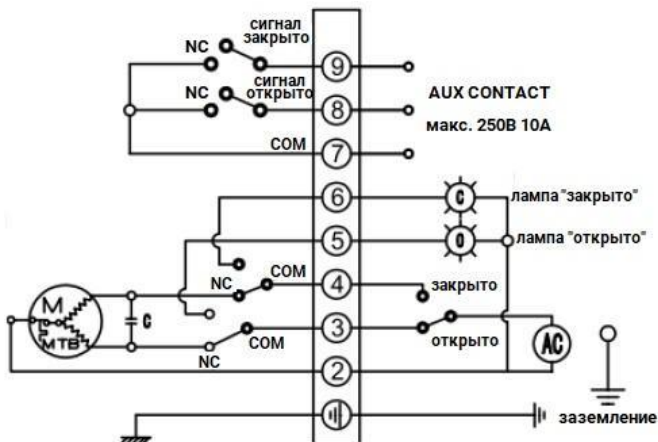 сигнал
закрыто
NC
9
сигнал
открыто
NC
8
AUX CONTACT
макс. 250В 10А
COM
7
6
C
лампа "закрыто"
5
O
лампа "открыто"
COM
4
закрыто
NC
M
C
MTB
3
COM
открыто
AC
NC
2
заземление